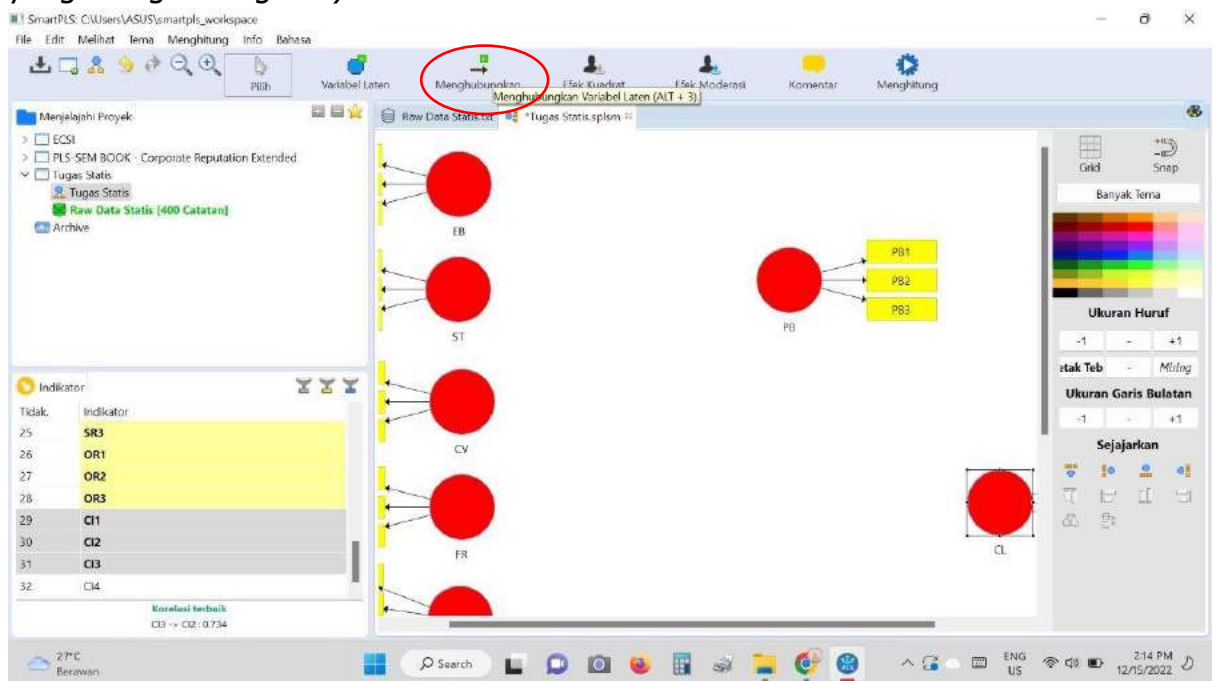 SmartPLS: C:\Users\ASUS\smartpls_workspace
File Edit Melihat Tema Menghitung Info Bahasa
Pilih Variabel Laten Menghubungkan Efek Kuadrat Efek Moderasi Komentar Menghitung
Menghubungkan Variabel Laten (ALT + 3)
Menjelajahi Proyek
Raw Data Statis.txt *Tugas Statis.splsm
ECSI
PLS-SEM BOOK - Corporate Reputation Extended
Tugas Statis
Tugas Statis
Raw Data Statis [400 Catatan]
Archive
EB
ST
CV
FR
PB
PB1
PB2
PB3
CL
Grid Snap
Banyak Tema
Ukuran Huruf
-1 - +1
etak Teb - Miring
Ukuran Garis Bulatan
-1 - +1
Sejajarkan
Indikator
Tidak. Indikator
25 SR3
26 OR1
27 OR2
28 OR3
29 CI1
30 CI2
31 CI3
32 CI4
Korelasi terbaik
CI3 -> CI2 : 0.734
27°C
Berawan
Search
ENG
US
2:14 PM
12/15/2022